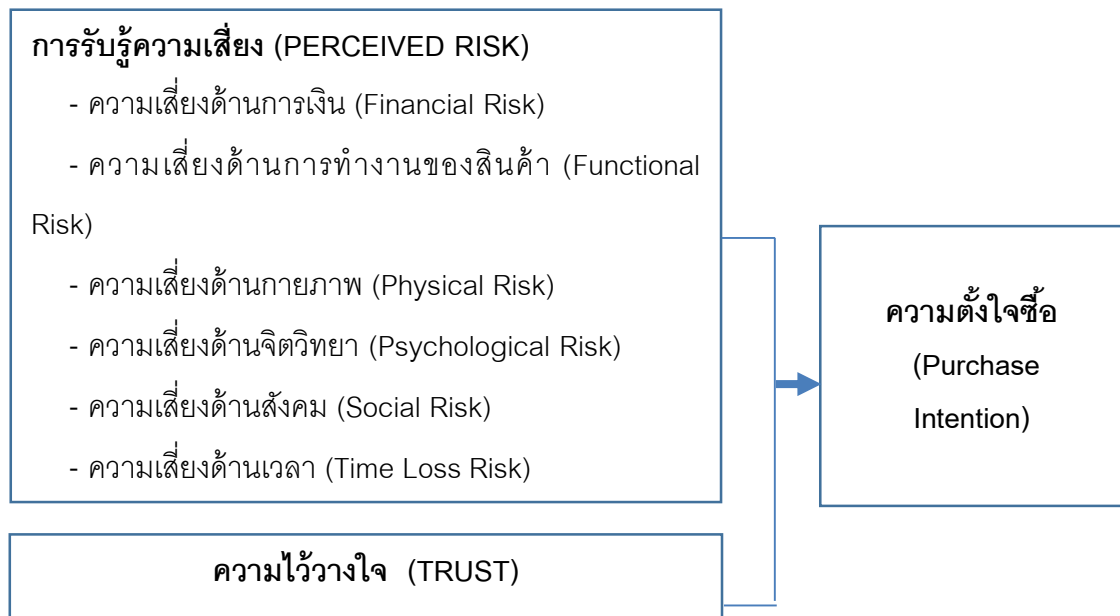 การรับรู้ความเสี่ยง (PERCEIVED RISK)
- ความเสี่ยงด้านการเงิน (Financial Risk)
- ความเสี่ยงด้านการทำงานของสินค้า (Functional
Risk)
- ความเสี่ยงด้านกายภาพ (Physical Risk)
- ความเสี่ยงด้านจิตวิทยา (Psychological Risk)
- ความเสี่ยงด้านสังคม (Social Risk)
- ความเสี่ยงด้านเวลา (Time Loss Risk)
ความตั้งใจซื้อ
(Purchase
Intention)
ความไว้วางใจ (TRUST)